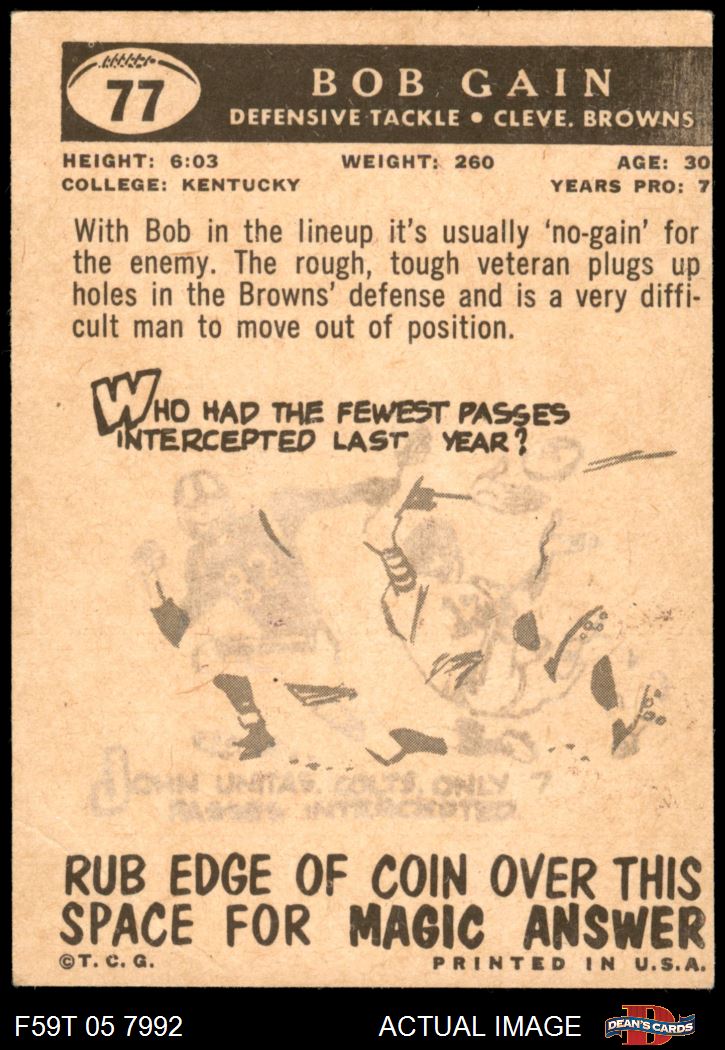 77
BOB GAIN
DEFENSIVE TACKLE • CLEVE. BROWNS
HEIGHT: 6:03 WEIGHT: 260 AGE: 30
COLLEGE: KENTUCKY YEARS PRO: 7
With Bob in the lineup it's usually 'no-gain' for
the enemy. The rough, tough veteran plugs up
holes in the Browns' defense and is a very diffi-
cult man to move out of position.
WHO HAD THE FEWEST PASSES
INTERCEPTED LAST YEAR?
JOHN UNITAS, COLTS, ONLY 7
PASSES INTERCEPTED.
RUB EDGE OF COIN OVER THIS
SPACE FOR MAGIC ANSWER
©T.C.G. PRINTED IN U.S.A.
F59T 05 7992 ACTUAL IMAGE DEAN'S CARDS